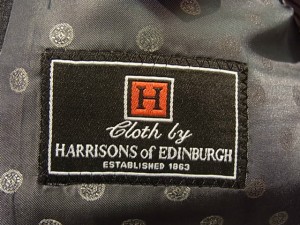 H
Cloth by
HARRISONS of EDINBURGH
ESTABLISHED 1863